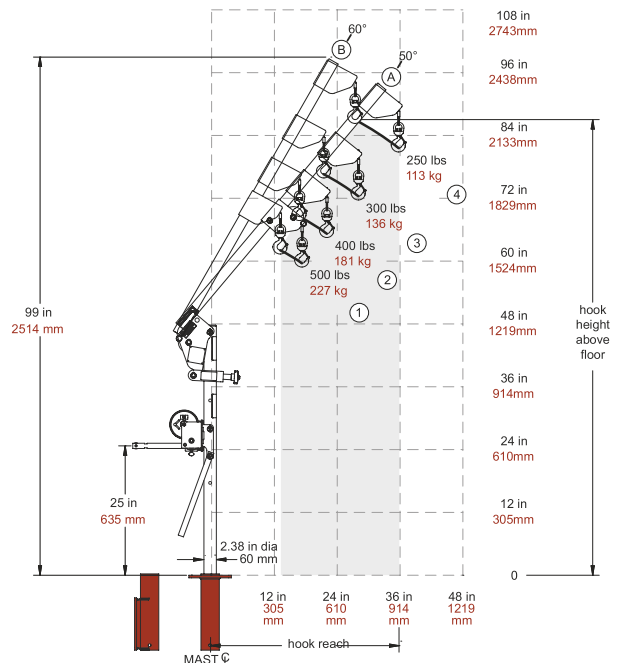 108 in
2743mm
60°
B
50°
A
96 in
2438mm
84 in
2133mm
250 lbs
113 kg
4
72 in
1829mm
300 lbs
136 kg
3
400 lbs
181 kg
60 in
1524mm
500 lbs
227 kg
2
1
99 in
2514 mm
48 in
1219mm
hook
height
above
floor
36 in
914mm
24 in
610mm
25 in
635 mm
12 in
305mm
2.38 in dia
60 mm
0
12 in
305
mm
24 in
610
mm
36 in
914
mm
48 in
1219
mm
hook reach
MAST ℄